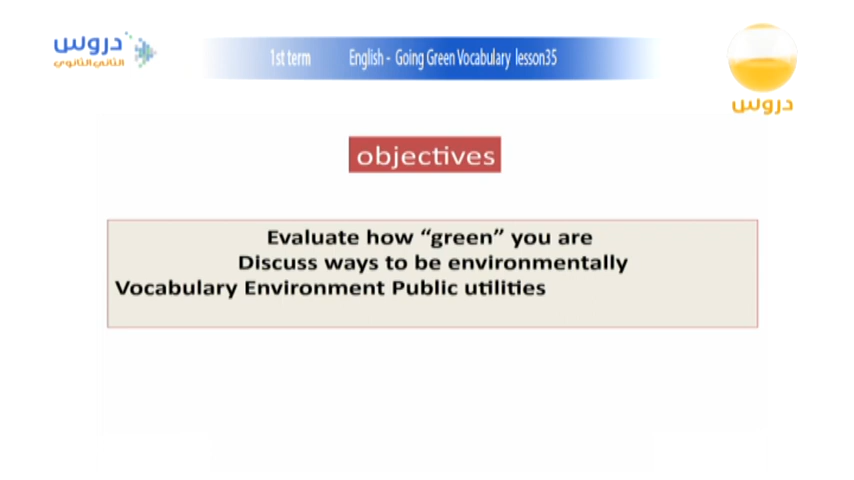 دروس
الثاني الثانوي
1st term English - Going Green Vocabulary lesson35
دروس
objectives
Evaluate how “green” you are
Discuss ways to be environmentally
Vocabulary Environment Public utilities